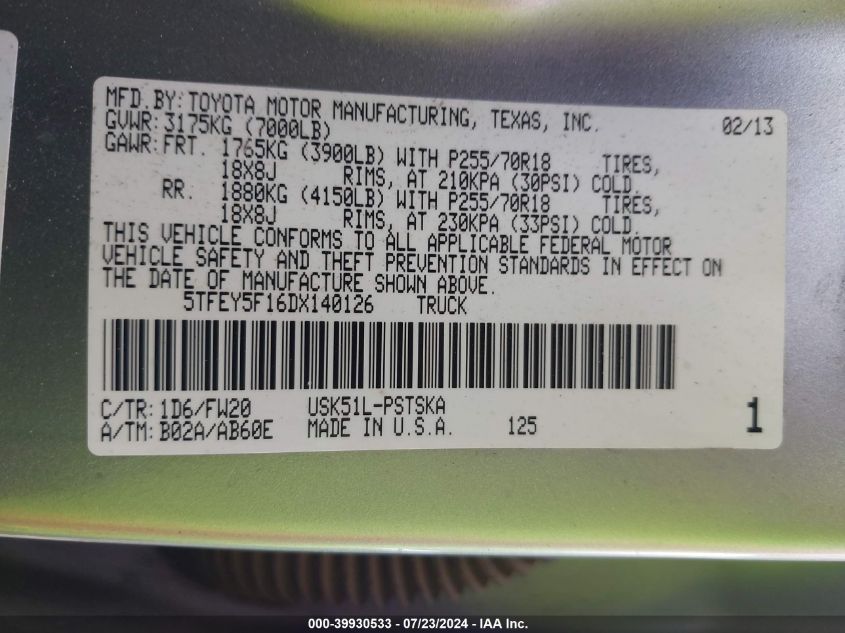 MFD. BY: TOYOTA MOTOR MANUFACTURING, TEXAS, INC. 02/13
GVWR: 3175KG (7000LB)
GAWR: FRT. 1765KG (3900LB) WITH P255/70R18 TIRES,
18X8J RIMS, AT 210KPA (30PSI) COLD.
RR. 1880KG (4150LB) WITH P255/70R18 TIRES,
18X8J RIMS, AT 230KPA (33PSI) COLD.
THIS VEHICLE CONFORMS TO ALL APPLICABLE FEDERAL MOTOR
VEHICLE SAFETY AND THEFT PREVENTION STANDARDS IN EFFECT ON
THE DATE OF MANUFACTURE SHOWN ABOVE.
5TFEY5F16DX140126 TRUCK
C/TR: 1D6/FW20 USK51L-PSTSKA
A/TM: B02A/AB60E MADE IN U.S.A. 125 1
000-39930533 - 07/23/2024 - IAA Inc.